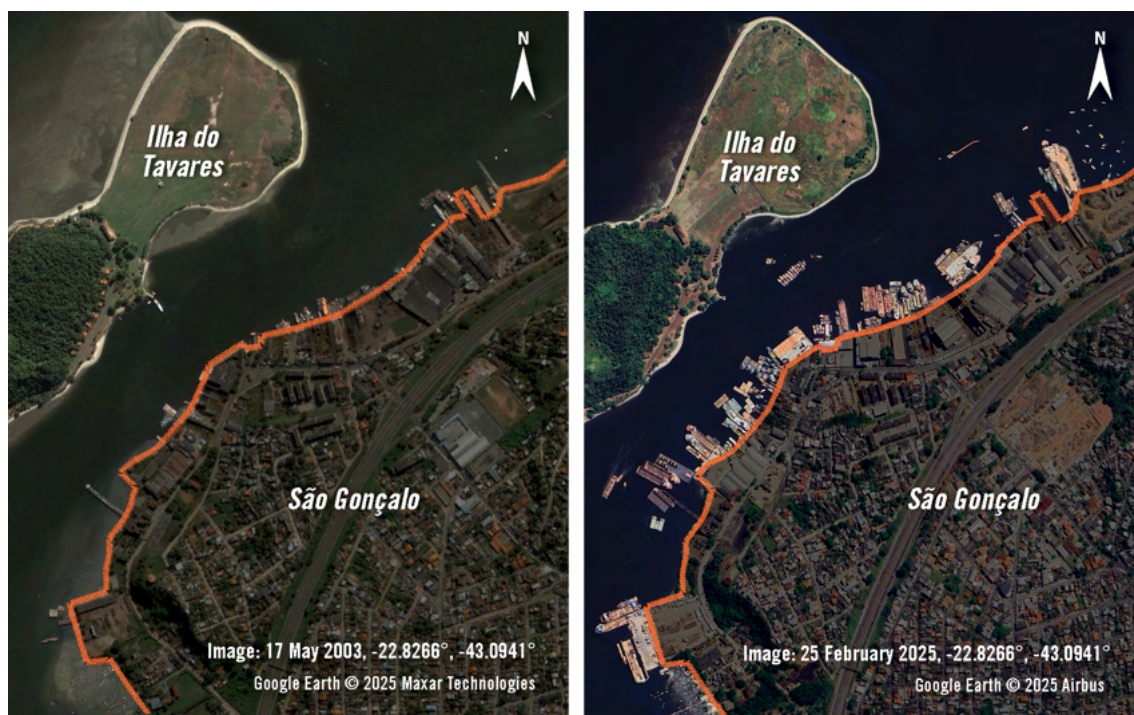 N
Ilha do
Tavares
São Gonçalo
Image: 17 May 2003, -22.8266°, -43.0941°
Google Earth © 2025 Maxar Technologies
N
Ilha do
Tavares
São Gonçalo
Image: 25 February 2025, -22.8266°, -43.0941°
Google Earth © 2025 Airbus